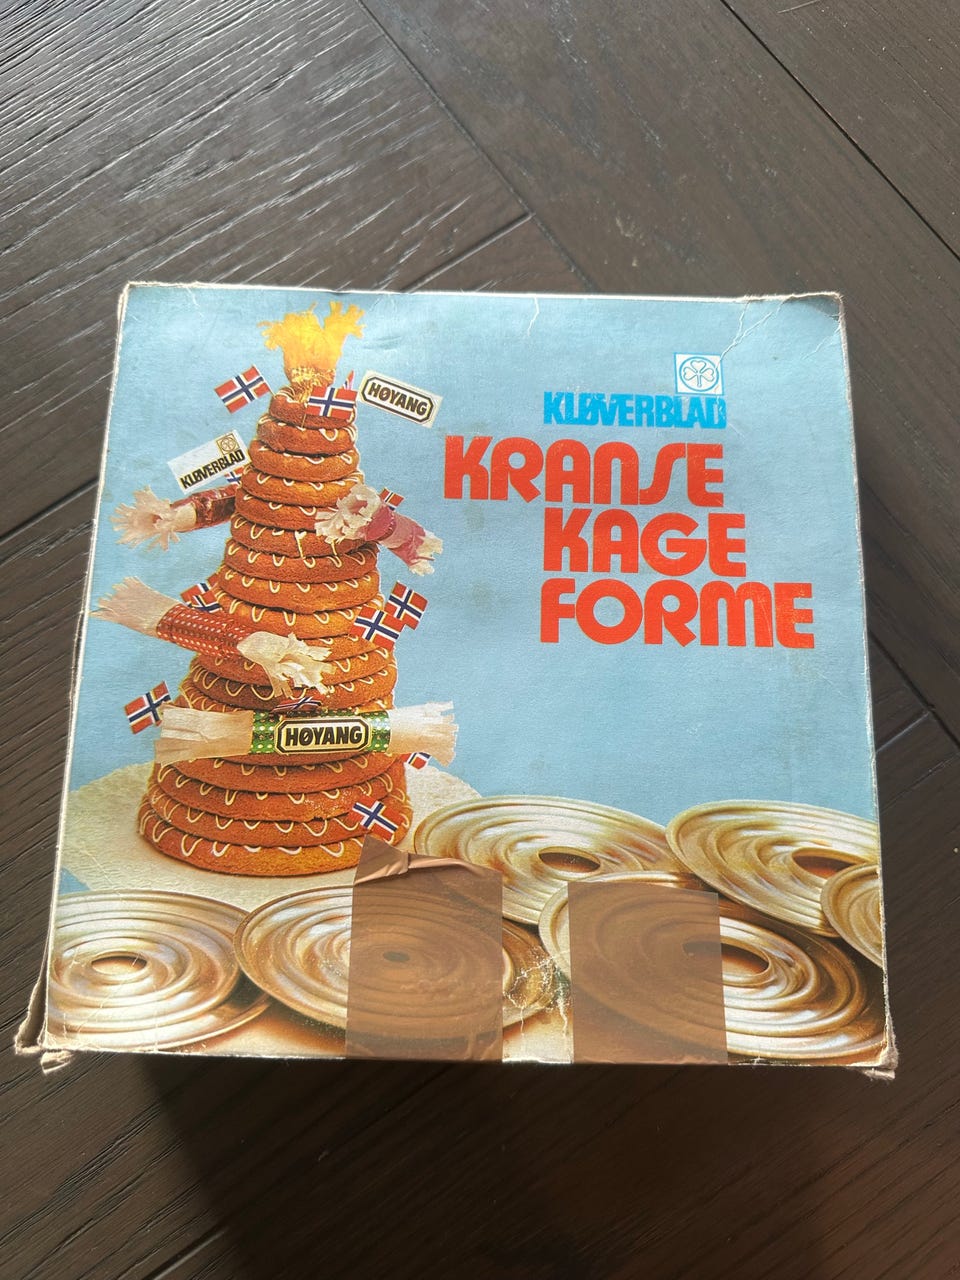 KLØVERBLAD
KRANSE
KAGE
FORME
HØYANG
KLØVERBLAD
HØYANG